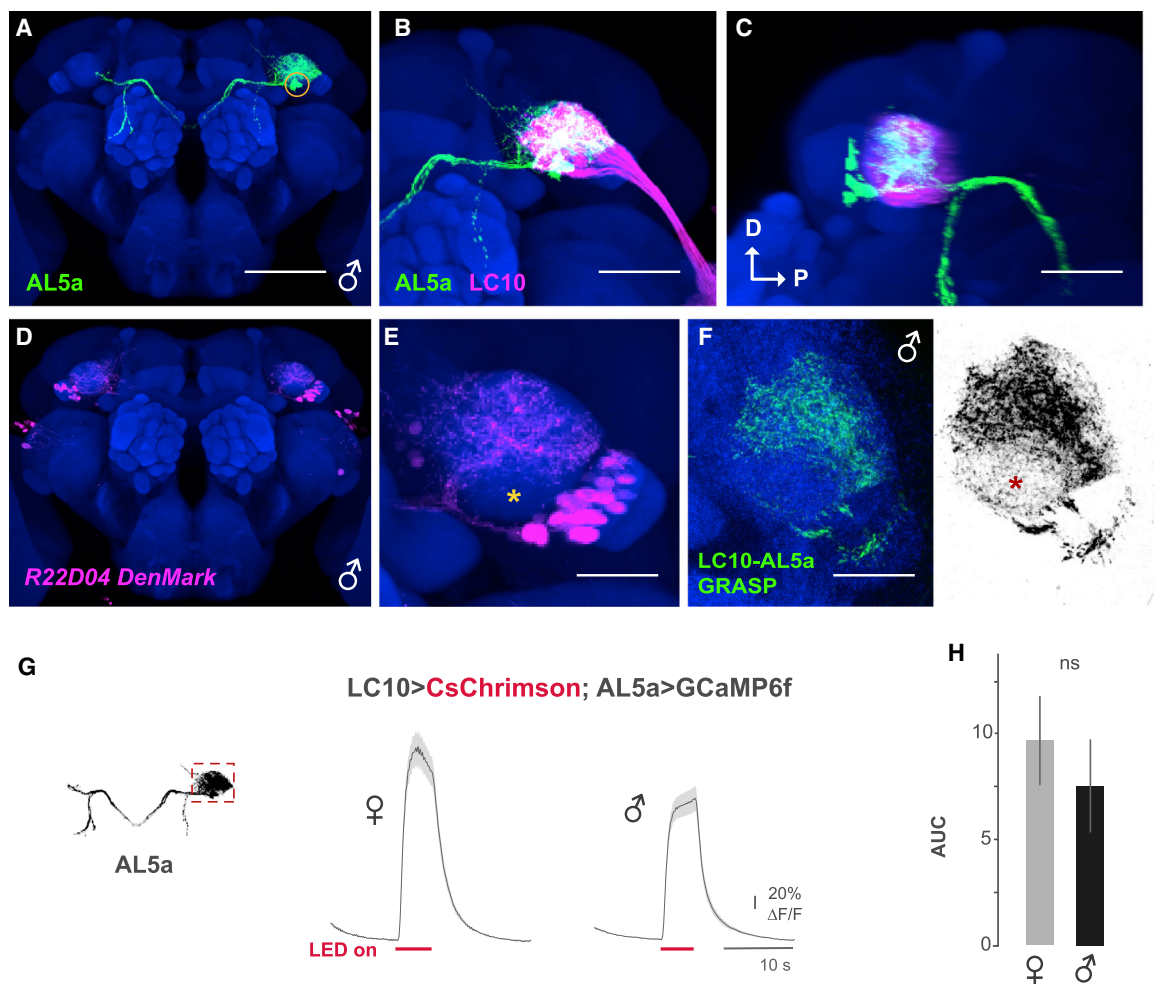 A
AL5a
♂
B
AL5a LC10
C
D
P
D
R22D04 DenMark
♂
E
*
F
♂
LC10-AL5a
GRASP
*
G
LC10>CsChrimson; AL5a>GCaMP6f
AL5a
♀
♂
20%
ΔF/F
LED on
10 s
H
ns
AUC
10
5
0
♀
♂